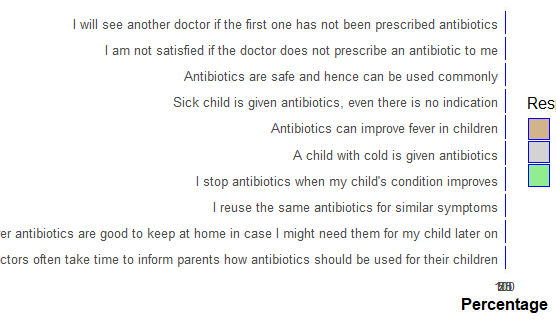 I will see another doctor if the first one has not been prescribed antibiotics
I am not satisfied if the doctor does not prescribe an antibiotic to me
Antibiotics are safe and hence can be used commonly
Sick child is given antibiotics, even there is no indication
Antibiotics can improve fever in children
A child with cold is given antibiotics
I stop antibiotics when my child's condition improves
I reuse the same antibiotics for similar symptoms
er antibiotics are good to keep at home in case I might need them for my child later on
ctors often take time to inform parents how antibiotics should be used for their children
Res
Percentage